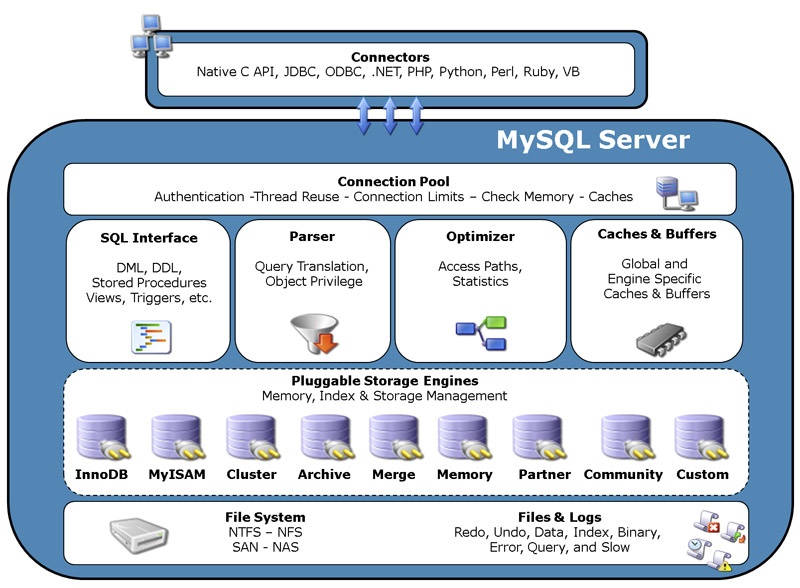 Connectors
Native C API, JDBC, ODBC, .NET, PHP, Python, Perl, Ruby, VB
MySQL Server
Connection Pool
Authentication -Thread Reuse - Connection Limits – Check Memory - Caches
SQL Interface
DML, DDL,
Stored Procedures
Views, Triggers, etc.
Parser
Query Translation,
Object Privilege
Optimizer
Access Paths,
Statistics
Caches & Buffers
Global and
Engine Specific
Caches & Buffers
Pluggable Storage Engines
Memory, Index & Storage Management
InnoDB
MyISAM
Cluster
Archive
Merge
Memory
Partner
Community
Custom
File System
NTFS – NFS
SAN - NAS
Files & Logs
Redo, Undo, Data, Index, Binary,
Error, Query, and Slow